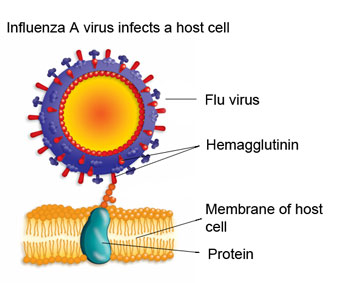 Influenza A virus infects a host cell
Flu virus
Hemagglutinin
Membrane of host
cell
Protein